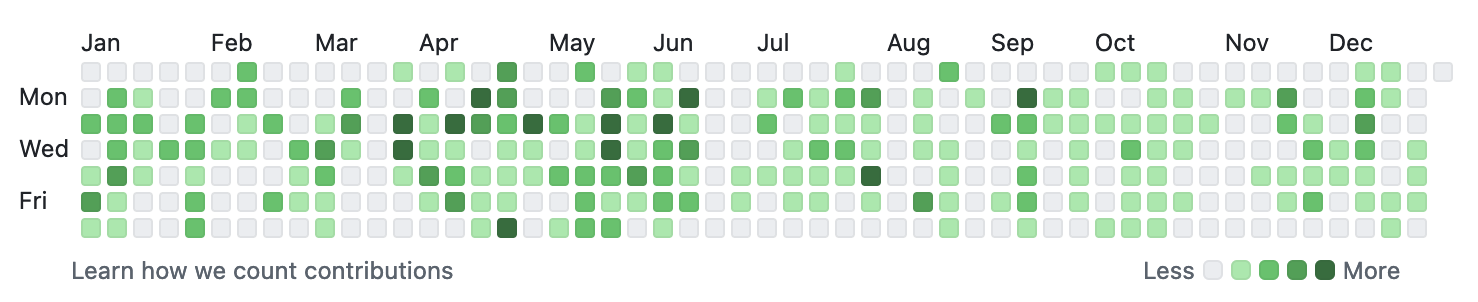 Jan Feb Mar Apr May Jun Jul Aug Sep Oct Nov Dec
Mon
Wed
Fri
Learn how we count contributions Less More